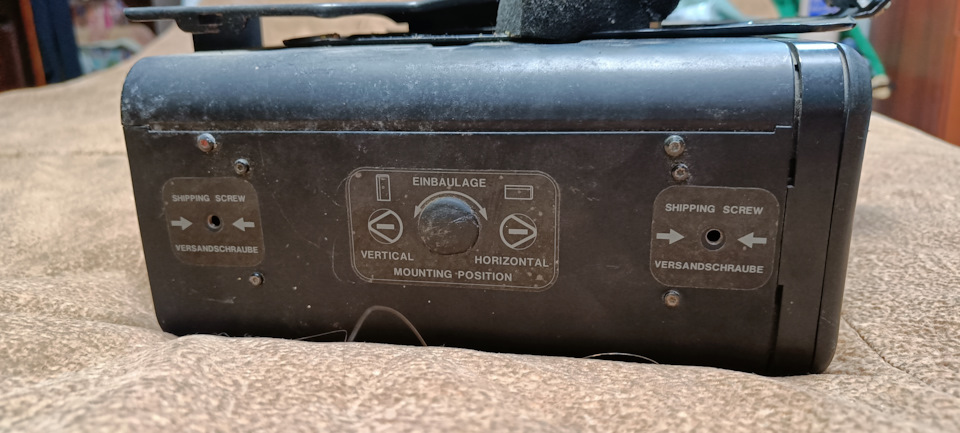 SHIPPING SCREW
VERSANDSCHRAUBE
EINBAULAGE
VERTICAL
HORIZONTAL
MOUNTING POSITION
SHIPPING SCREW
VERSANDSCHRAUBE